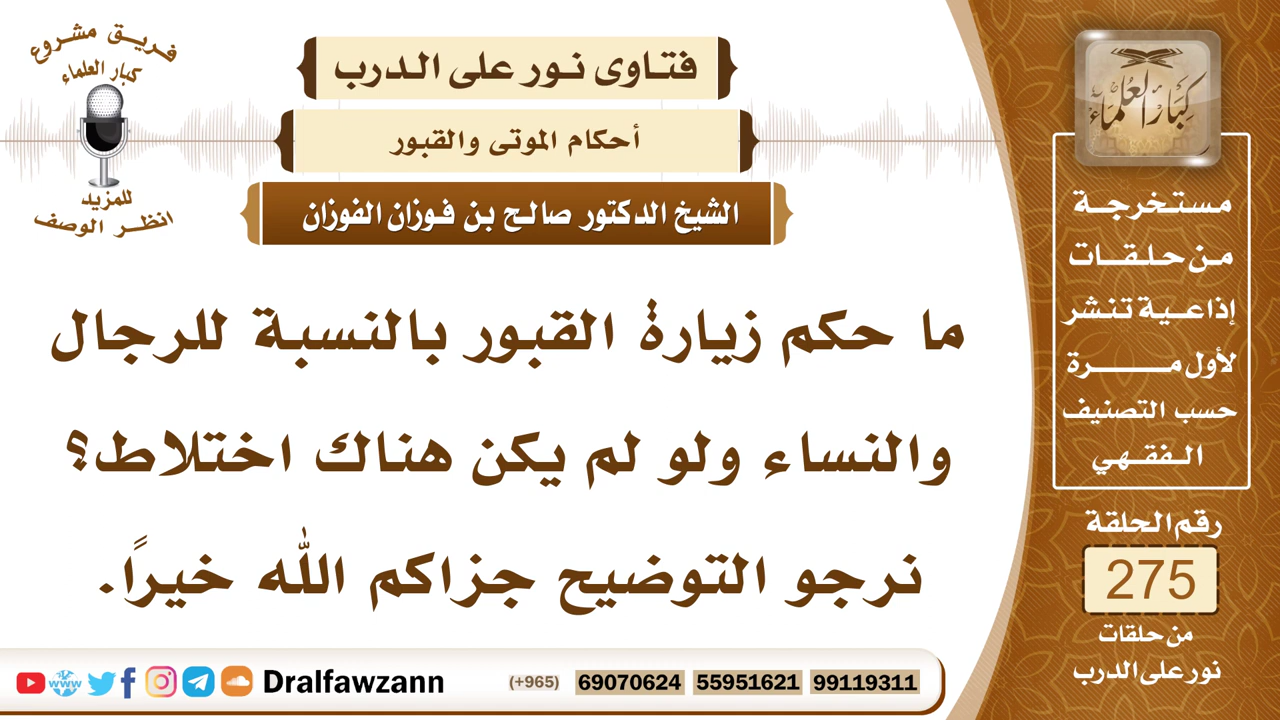 فتاوى نور على الدرب
أحكام الموتى والقبور
الشيخ الدكتور صالح بن فوزان الفوزان
ما حكم زيارة القبور بالنسبة للرجال
والنساء ولو لم يكن هناك اختلاط؟
نرجو التوضيح جزاكم الله خيراً.
كبار العلماء
مستخرجة
من حلقات
إذاعية تنشر
لأول مرة
حسب التصنيف
الفقهي
رقم الحلقة
275
من حلقات
نور على الدرب
فريق مشروع
كبار العلماء
للمزيد
انظر الوصف
www
Dralfawzann
(+965) 69070624 55951621 99119311